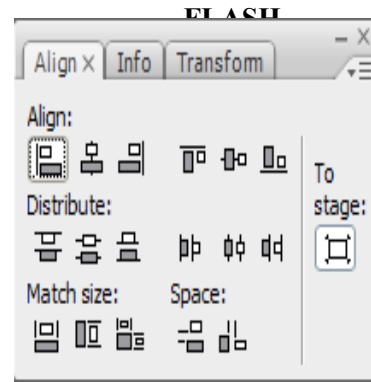 FLASH
Align × Info Transform
Align:
To
stage:
Distribute:
Match size: Space: